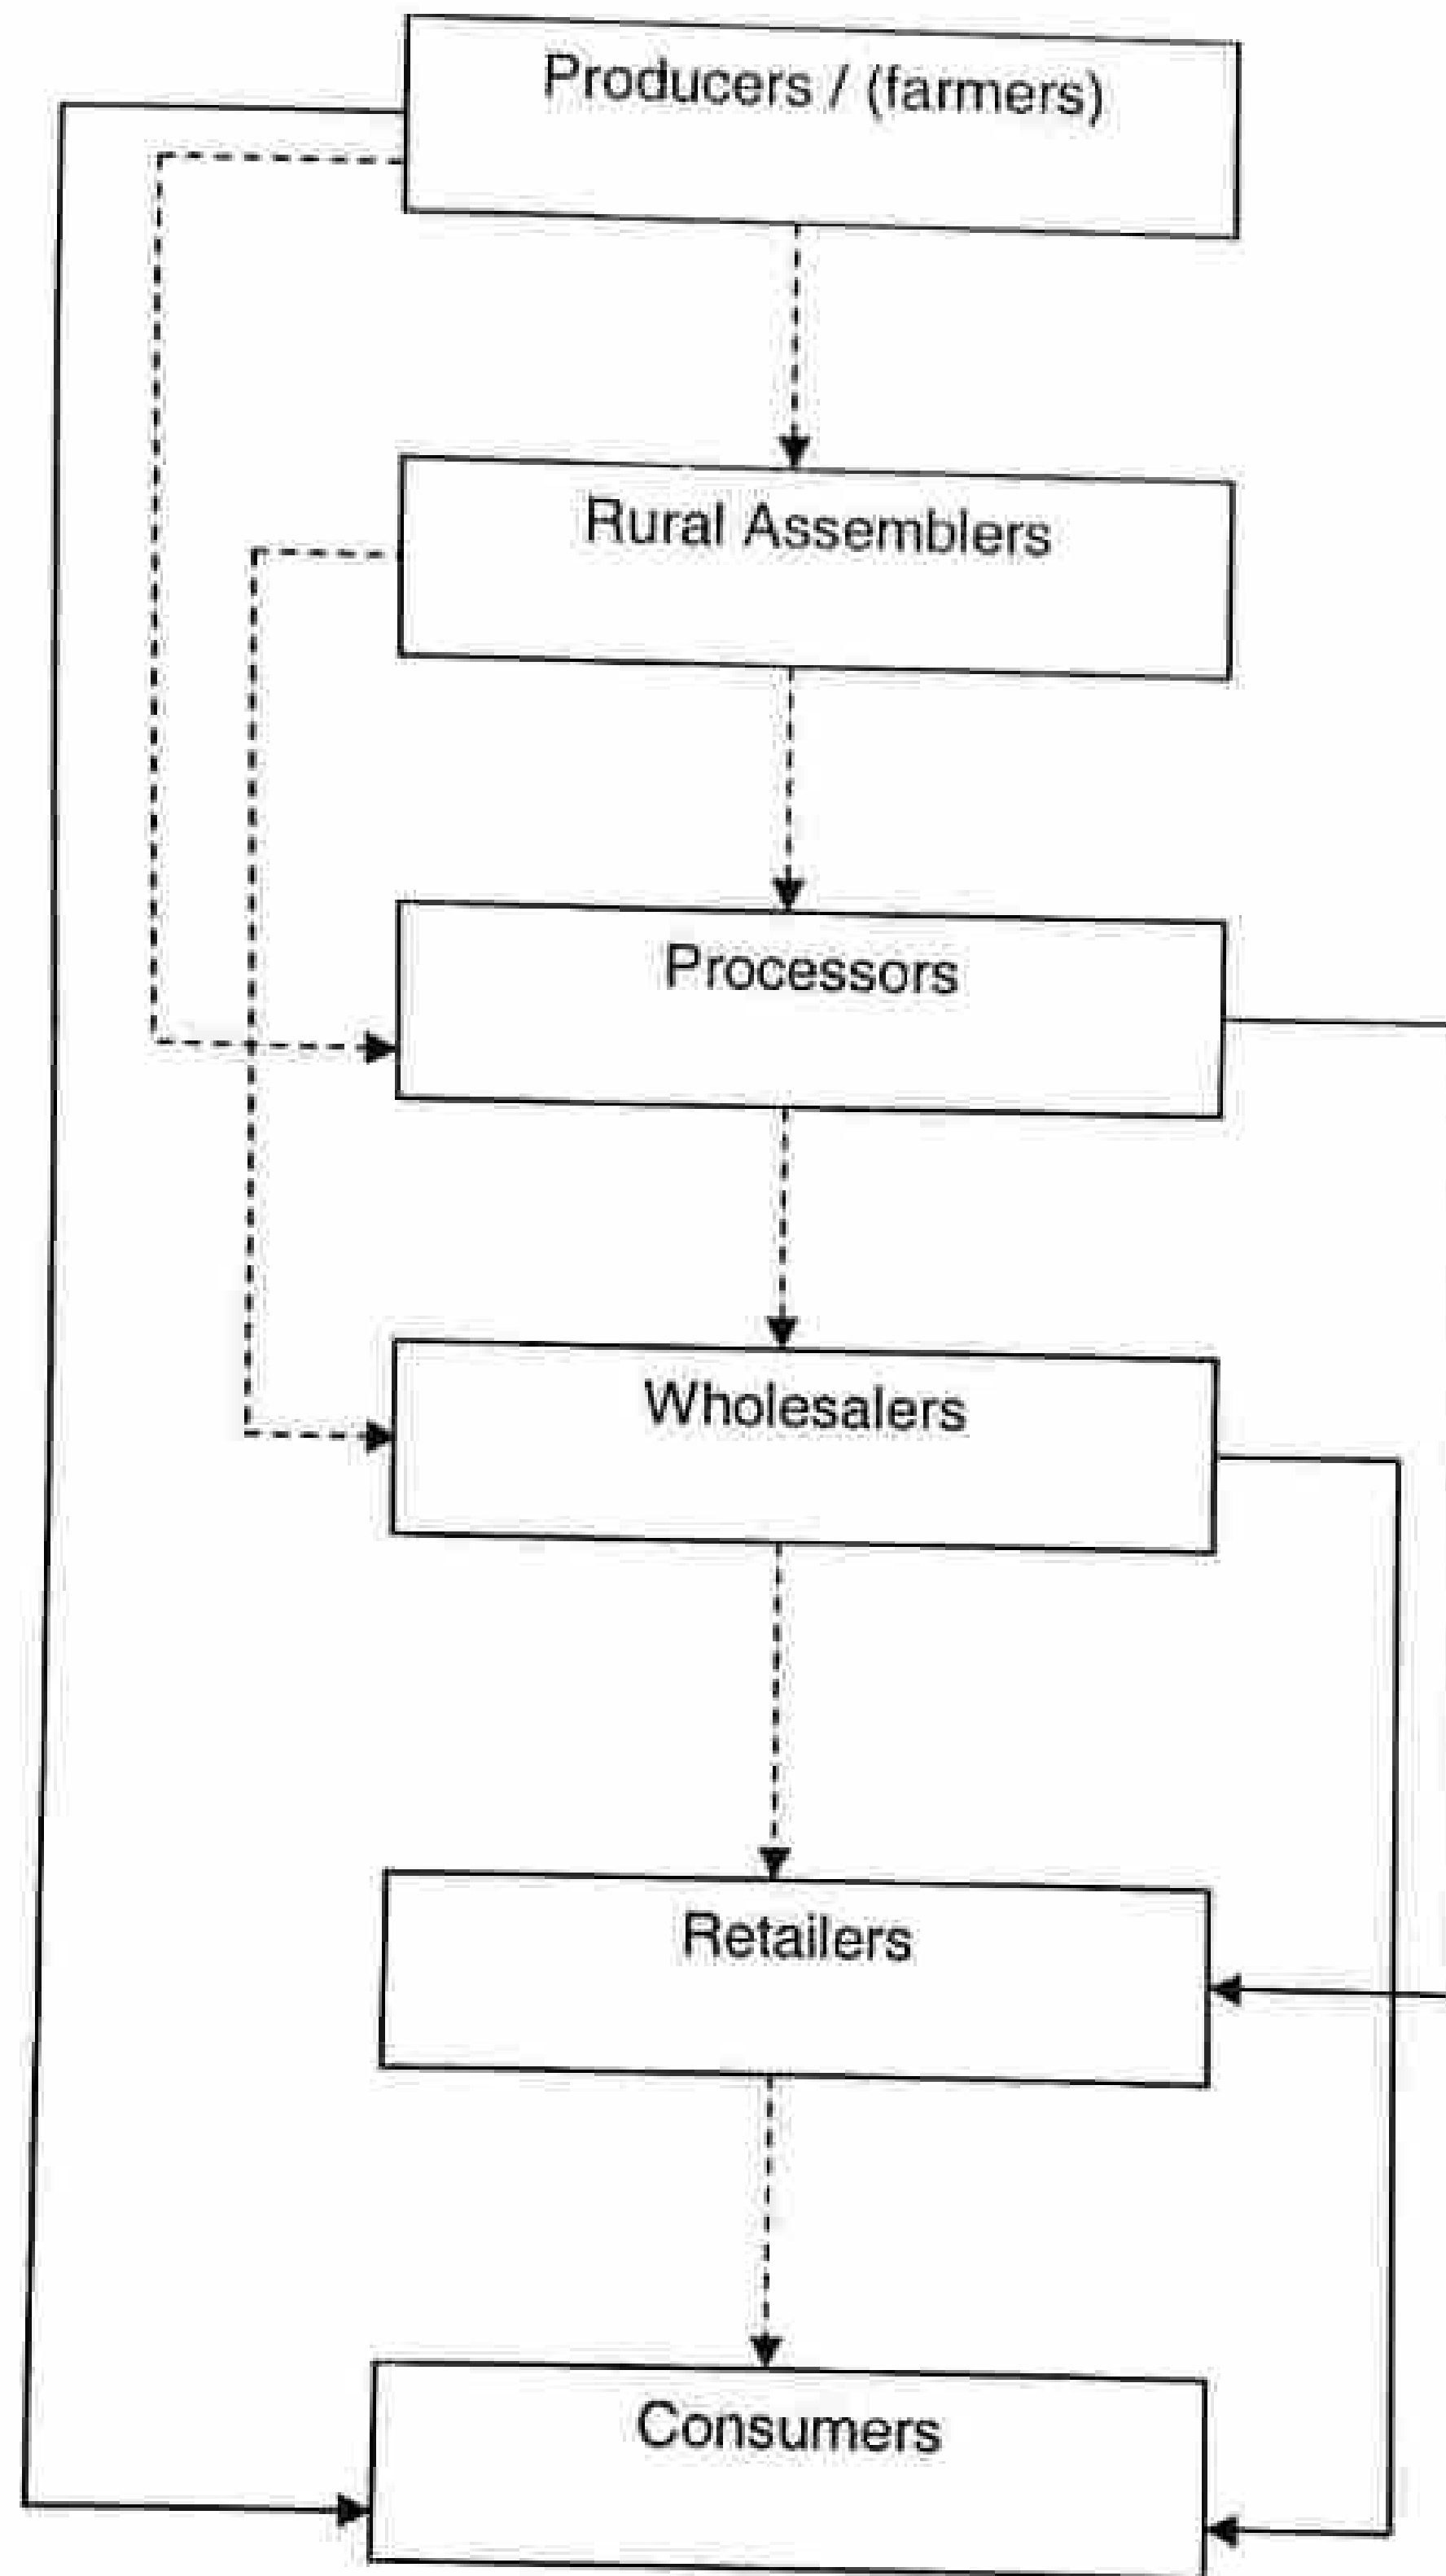 Producers / (farmers)
Rural Assemblers
Processors
Wholesalers
Retailers
Consumers